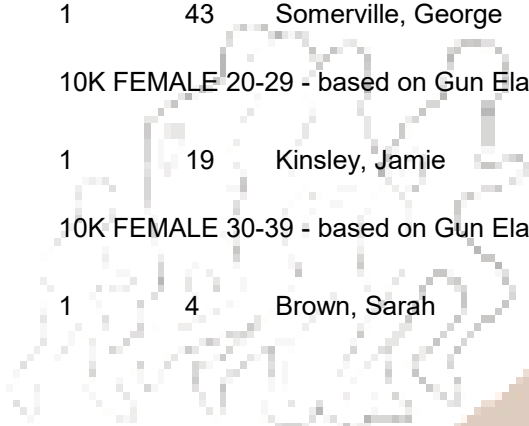 1 43 Somerville, George
10K FEMALE 20-29 - based on Gun Ela
1 19 Kinsley, Jamie
10K FEMALE 30-39 - based on Gun Ela
1 4 Brown, Sarah